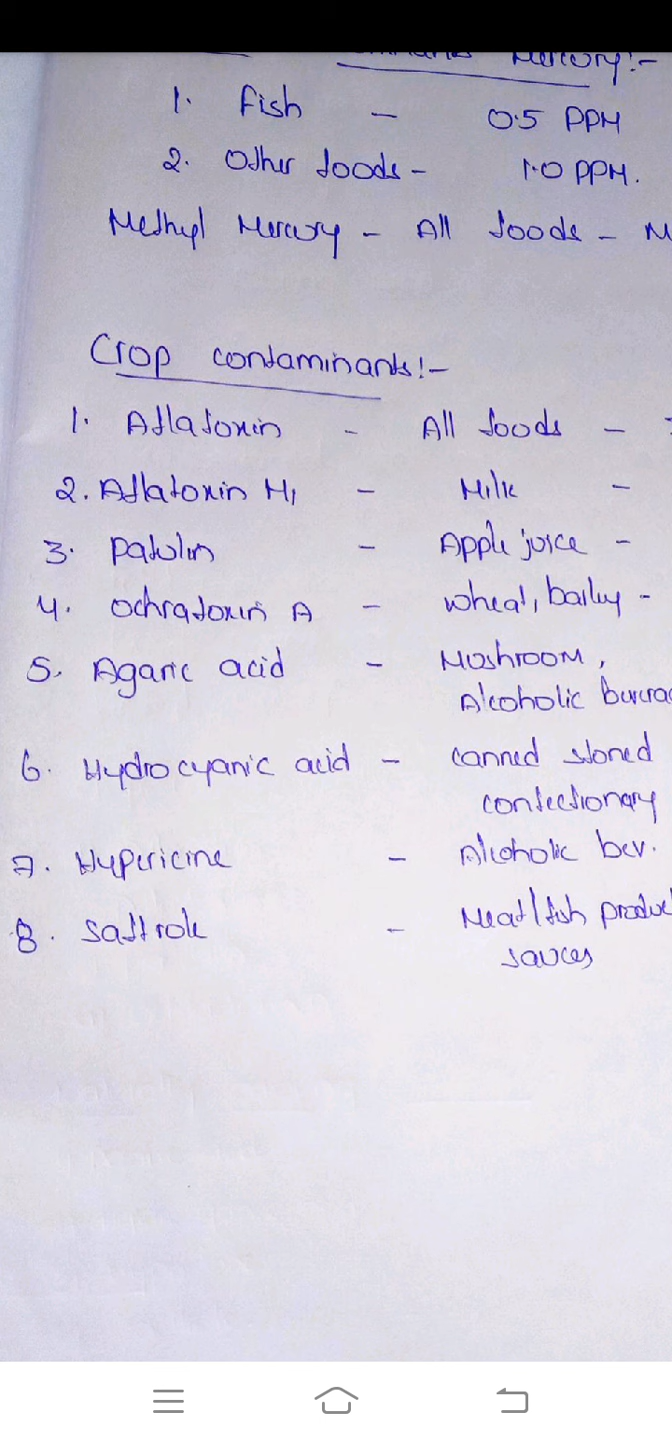 Mercury:-
1. Fish - 0.5 PPM
2. Other foods - 1.0 PPM.
Methyl Mercury - All foods -
Crop contaminants:-
1. Aflatoxin - All foods -
2. Aflatoxin M1 - Milk -
3. Patulin - Apple juice -
4. Ochratoxin A - wheat, barley -
5. Agaric acid - Mushroom,
Alcoholic
6. Hydrocyanic acid - canned stoned
confectionary
7. Hypericine - Alcoholic bev.
8. Saffrole - Meat/fish produc
sauces